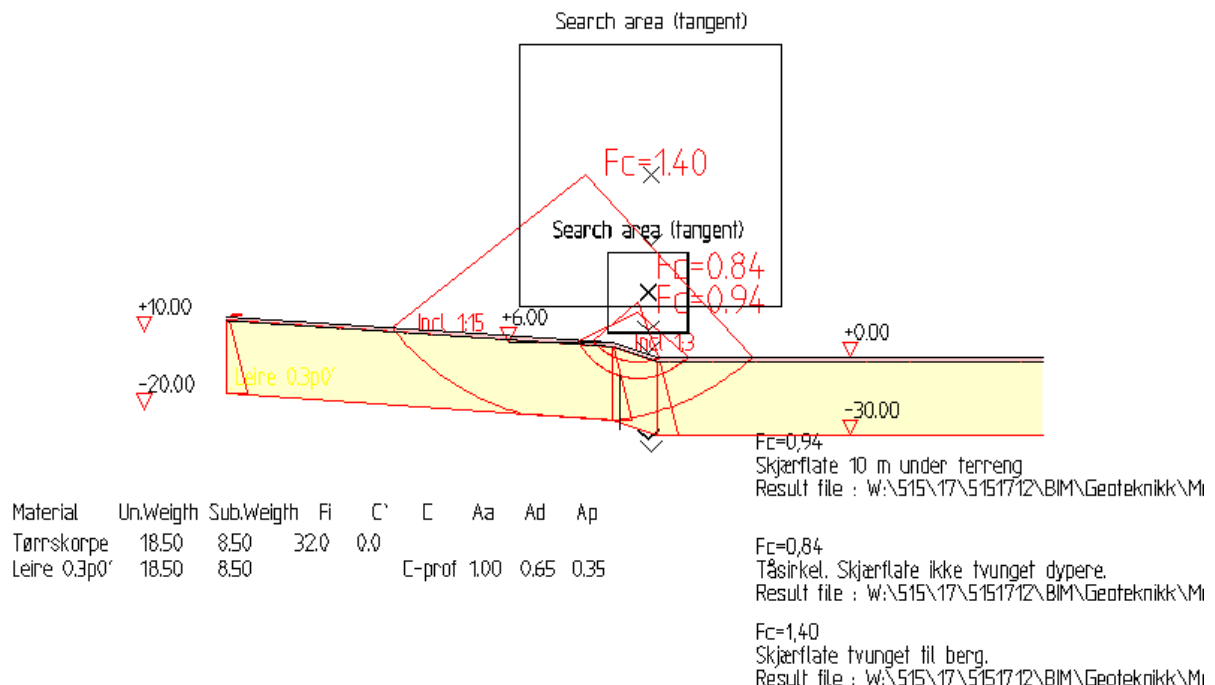 Search area (tangent)
Fc=1.40
Search area (tangent)
Fc=0.84
Fc=0.94
+10.00
Incl 1:15
+6.00
Incl 1:3
+0.00
-20.00
Leire 0.3p0'
-30.00
Fc=0,94
Skjærflate 10 m under terreng
Result file : W:\515\17\5151712\BIM\Geoteknikk\M
Material Un.Weigth Sub.Weigth Fi C` C Aa Ad Ap
Tørrskorpe 18.50 8.50 32.0 0.0
Leire 0.3p0' 18.50 8.50 C-prof 1.00 0.65 0.35
Fc=0,84
Tåsirkel. Skjærflate ikke tvunget dypere.
Result file : W:\515\17\5151712\BIM\Geoteknikk\M
Fc=1,40
Skjærflate tvunget til berg.
Result file : W:\515\17\5151712\BIM\Geoteknikk\M